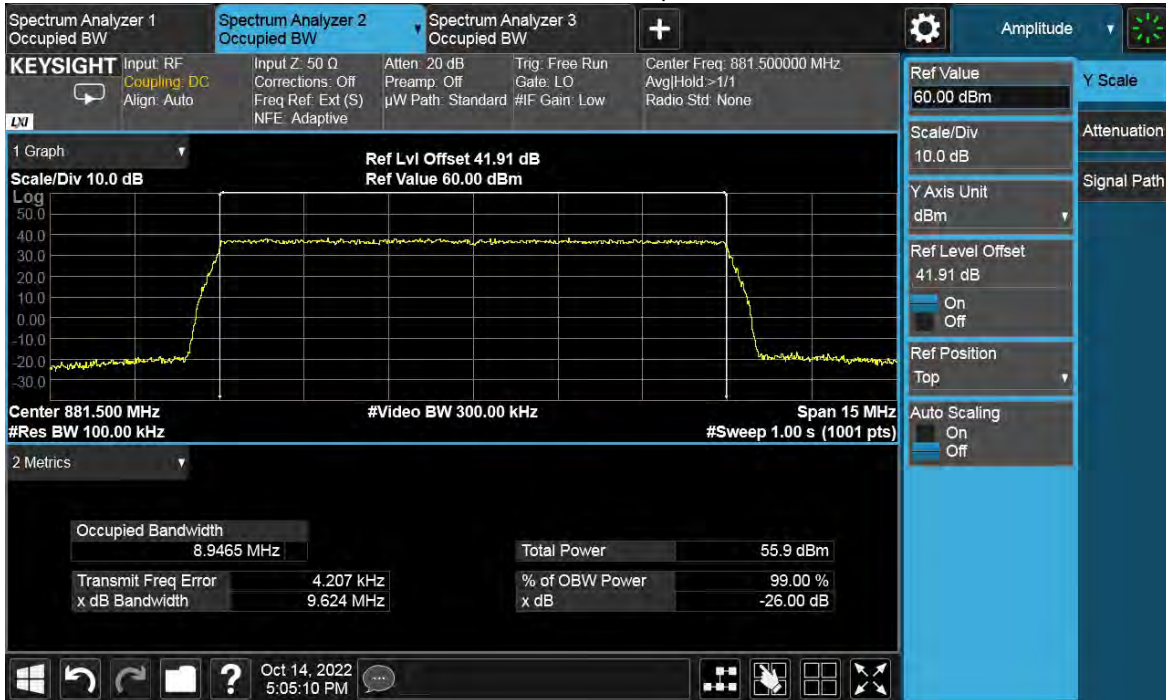 Spectrum Analyzer 1
Occupied BW
Spectrum Analyzer 2
Occupied BW
Spectrum Analyzer 3
Occupied BW
+
Amplitude
KEYSIGHT
LXI
Input: RF
Coupling: DC
Align: Auto
Input Z: 50 Ω
Corrections: Off
Freq Ref: Ext (S)
NFE: Adaptive
Atten: 20 dB
Preamp: Off
µW Path: Standard
Trig: Free Run
Gate: LO
#IF Gain: Low
Center Freq: 881.500000 MHz
Avg|Hold:>1/1
Radio Std: None
1 Graph
Scale/Div 10.0 dB
Ref Lvl Offset 41.91 dB
Ref Value 60.00 dBm
Log
50.0
40.0
30.0
20.0
10.0
0.00
-10.0
-20.0
-30.0
Center 881.500 MHz
#Res BW 100.00 kHz
#Video BW 300.00 kHz
Span 15 MHz
#Sweep 1.00 s (1001 pts)
2 Metrics
Occupied Bandwidth
8.9465 MHz
Transmit Freq Error 4.207 kHz
x dB Bandwidth 9.624 MHz
Total Power 55.9 dBm
% of OBW Power 99.00 %
x dB -26.00 dB
Ref Value
60.00 dBm
Scale/Div
10.0 dB
Y Axis Unit
dBm
Ref Level Offset
41.91 dB
On
Off
Ref Position
Top
Auto Scaling
On
Off
Y Scale
Attenuation
Signal Path
?
Oct 14, 2022
5:05:10 PM